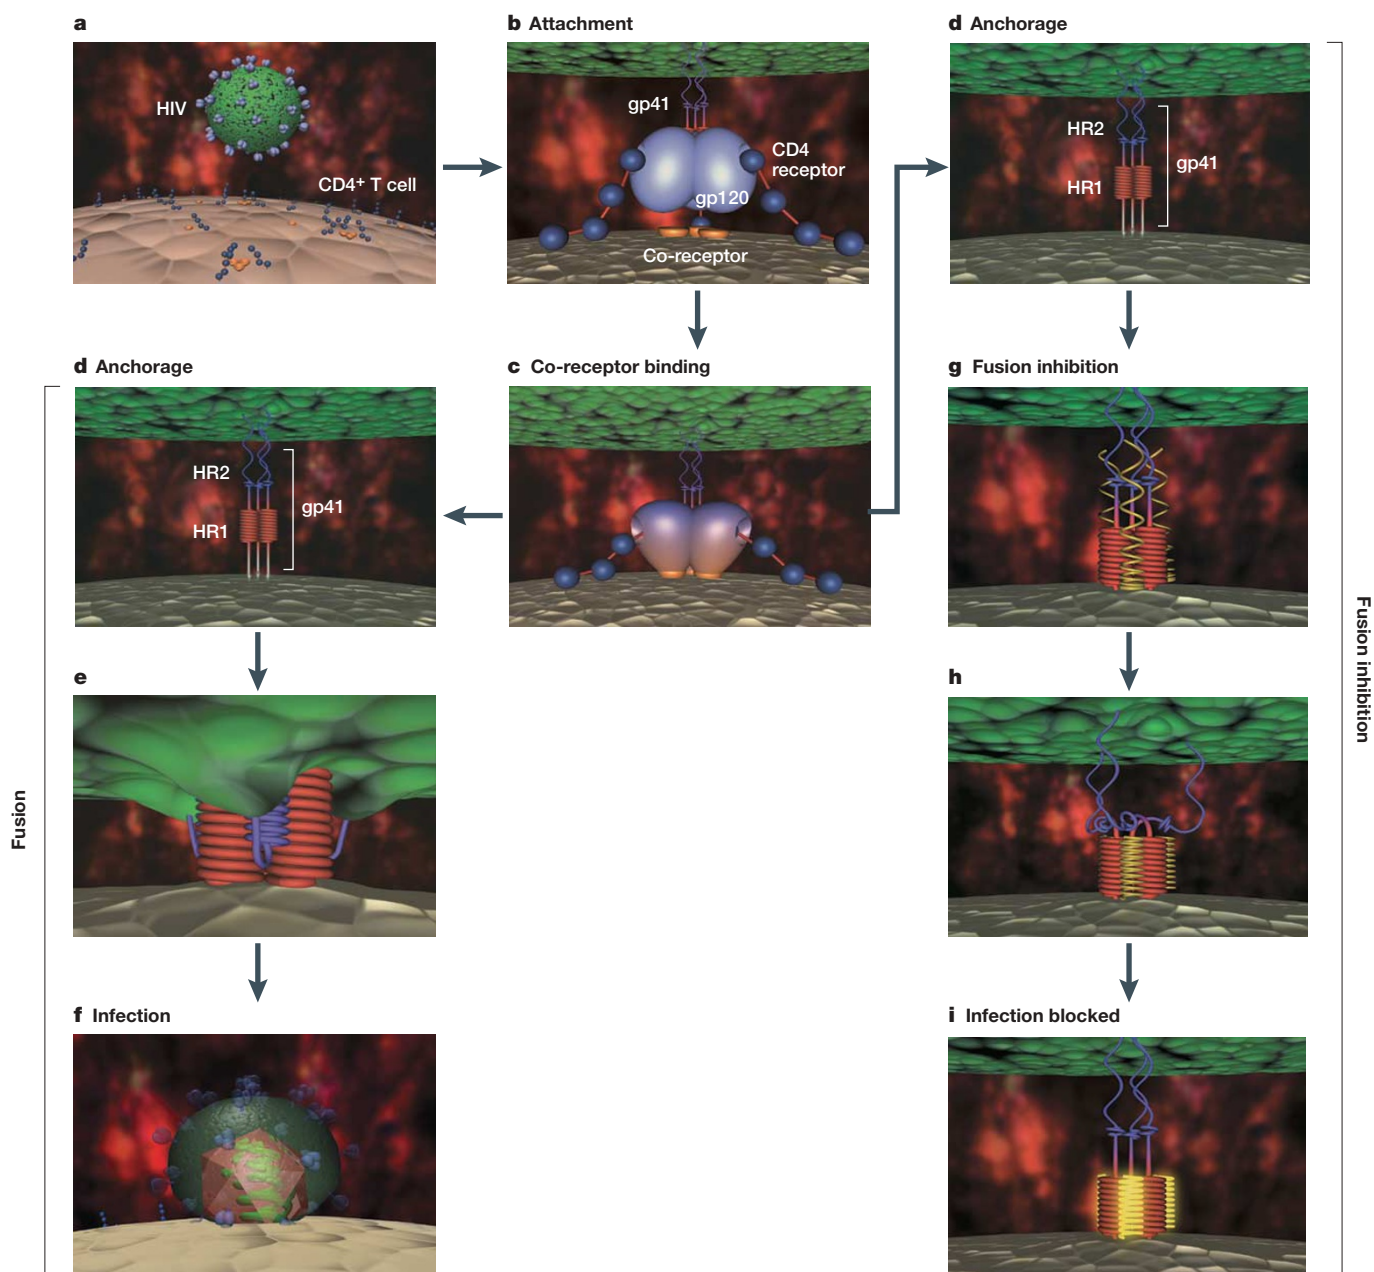 a
HIV
CD4+ T cell
b Attachment
gp41
CD4
receptor
gp120
Co-receptor
d Anchorage
HR2
HR1
gp41
d Anchorage
HR2
HR1
gp41
c Co-receptor binding
g Fusion inhibition
e
h
f Infection
i Infection blocked
Fusion
Fusion inhibition